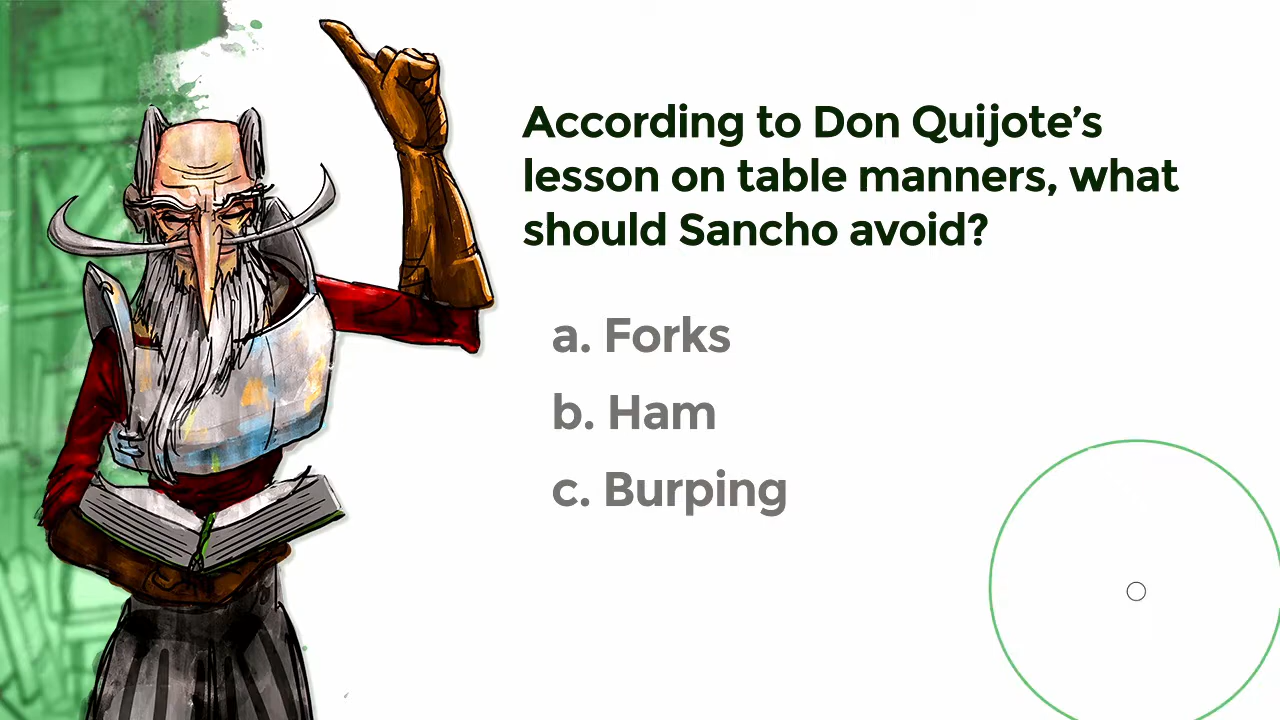 According to Don Quijote’s
lesson on table manners, what
should Sancho avoid?
a. Forks
b. Ham
c. Burping